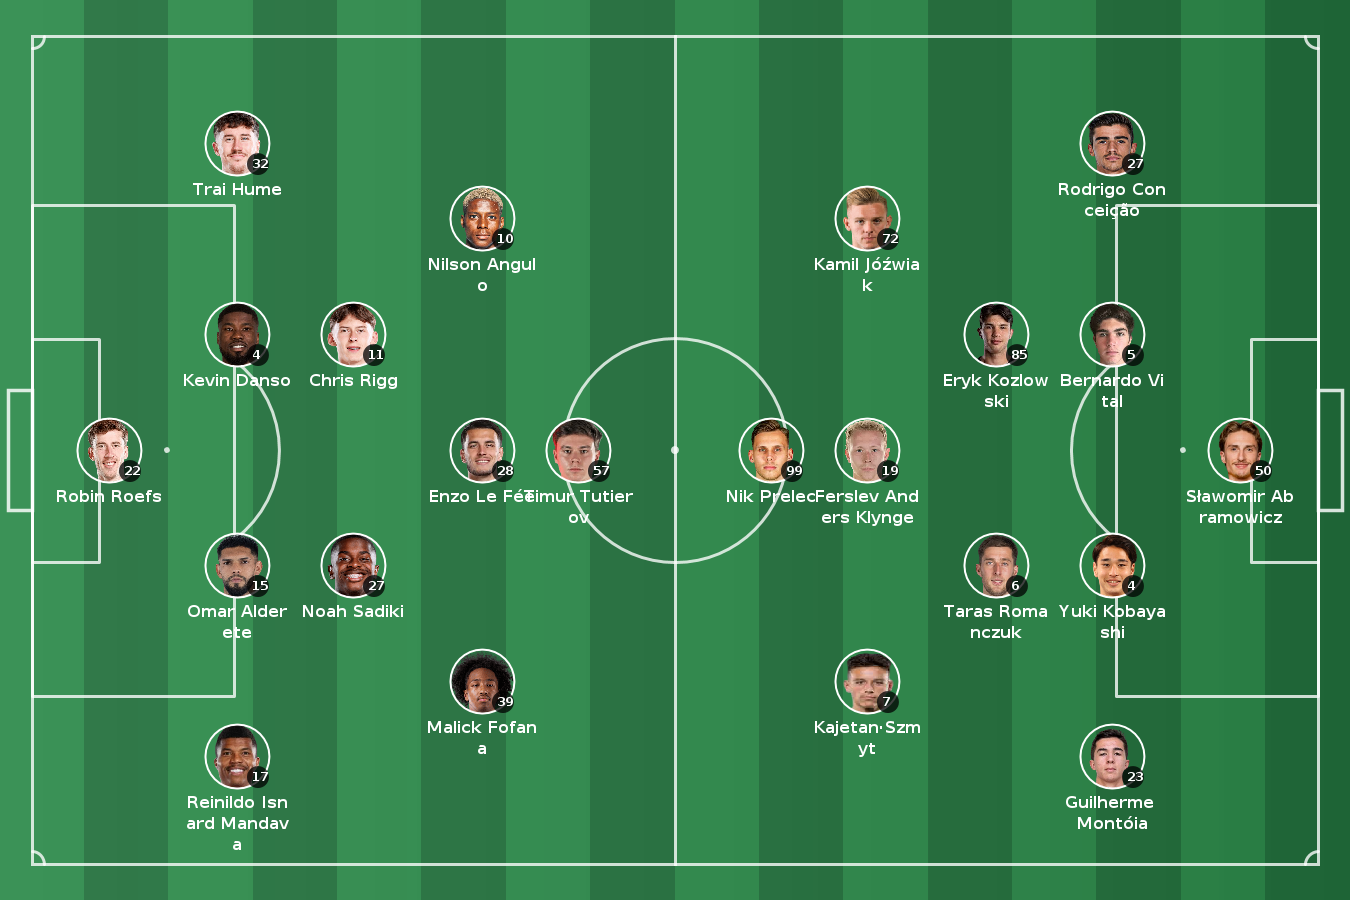 32
Trai Hume
27
Rodrigo Con
ceição
10
Nilson Angul
o
72
Kamil Jóźwia
k
4
Kevin Danso
11
Chris Rigg
85
Eryk Kozlow
ski
5
Bernardo Vi
tal
22
Robin Roefs
28
Enzo Le Fée
57
Timur Tutier
ov
99
Nik Prelec
19
Ferslev And
ers Klynge
50
Sławomir Ab
ramowicz
15
Omar Alder
ete
27
Noah Sadiki
6
Taras Roma
nczuk
4
Yuki Kobaya
shi
39
Malick Fofan
a
7
Kajetan·Szm
yt
17
Reinildo Isn
ard Mandav
a
23
Guilherme
Montóia